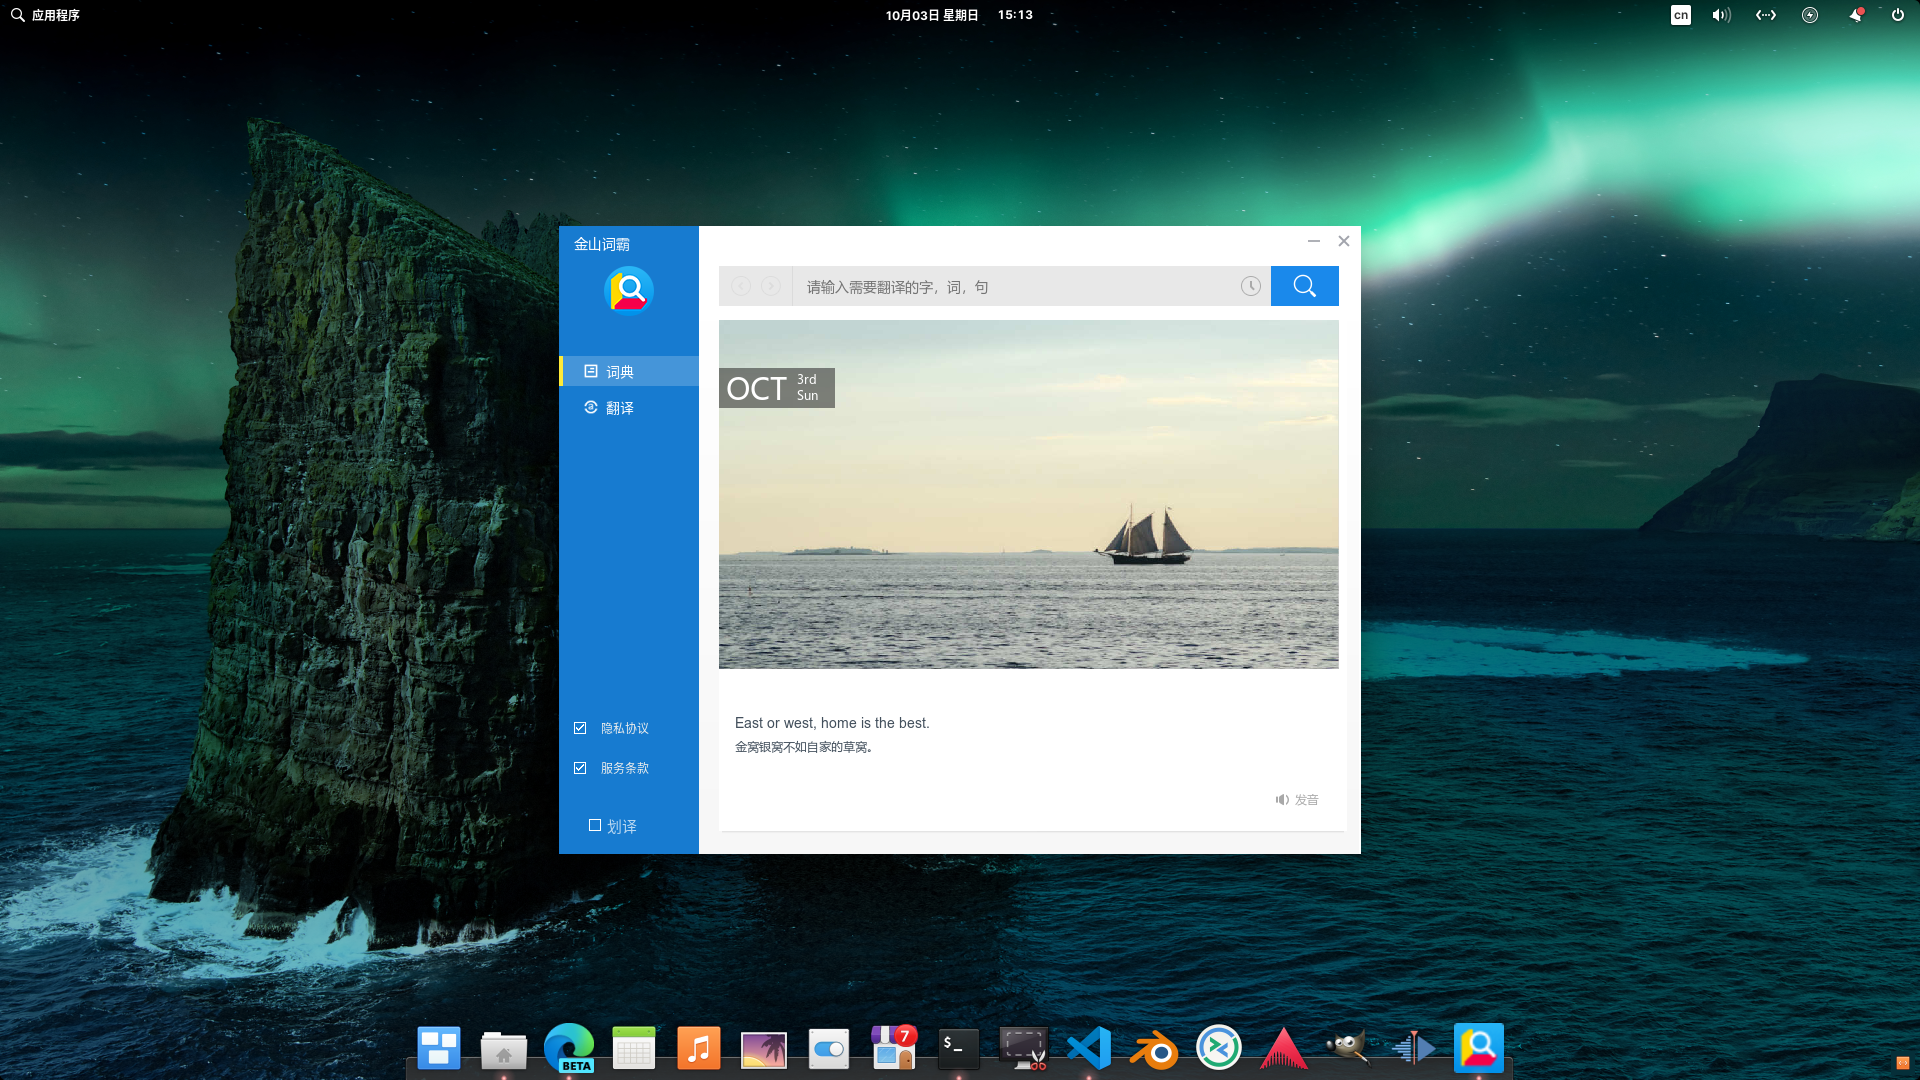 应用程序
10月03日 星期日 15:13
cn
金山词霸
请输入需要翻译的字，词，句
词典
翻译
OCT
3rd
Sun
East or west, home is the best.
金窝银窝不如自家的草窝。
发音
隐私协议
服务条款
划译
BETA
7
$_